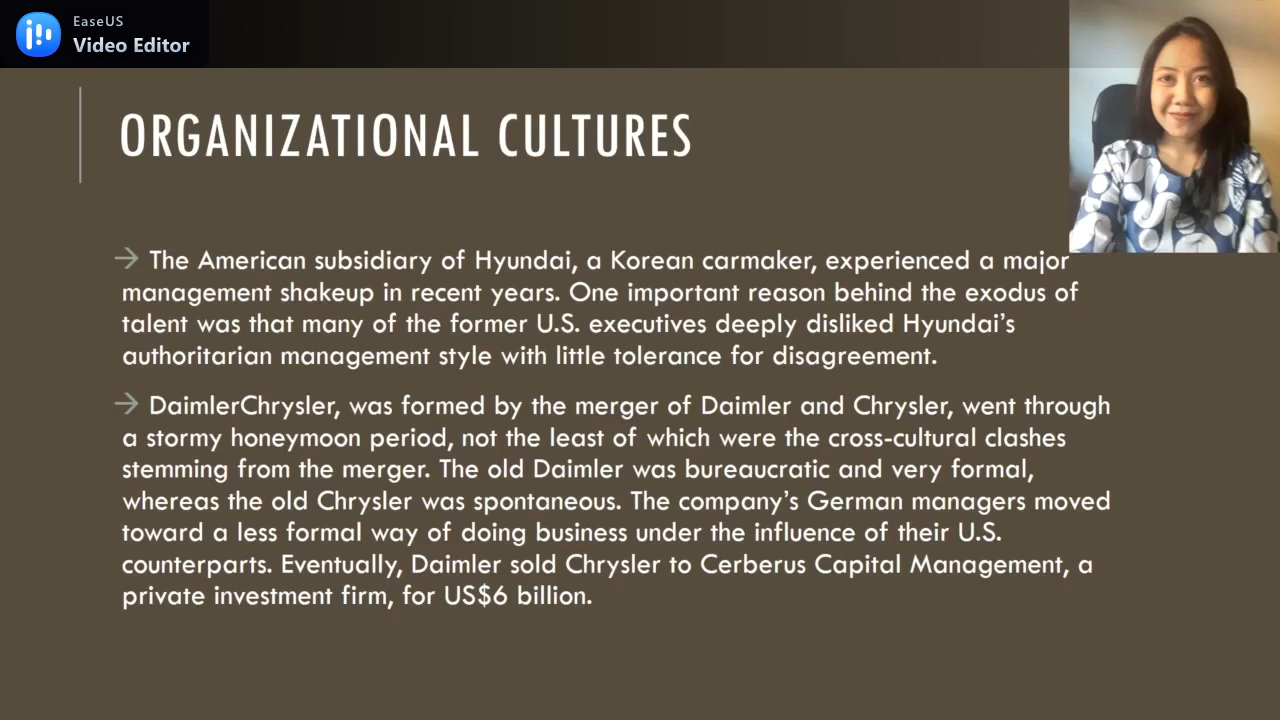 EaseUS
Video Editor
ORGANIZATIONAL CULTURES
→ The American subsidiary of Hyundai, a Korean carmaker, experienced a major
management shakeup in recent years. One important reason behind the exodus of
talent was that many of the former U.S. executives deeply disliked Hyundai’s
authoritarian management style with little tolerance for disagreement.
→ DaimlerChrysler, was formed by the merger of Daimler and Chrysler, went through
a stormy honeymoon period, not the least of which were the cross-cultural clashes
stemming from the merger. The old Daimler was bureaucratic and very formal,
whereas the old Chrysler was spontaneous. The company’s German managers moved
toward a less formal way of doing business under the influence of their U.S.
counterparts. Eventually, Daimler sold Chrysler to Cerberus Capital Management, a
private investment firm, for US$6 billion.